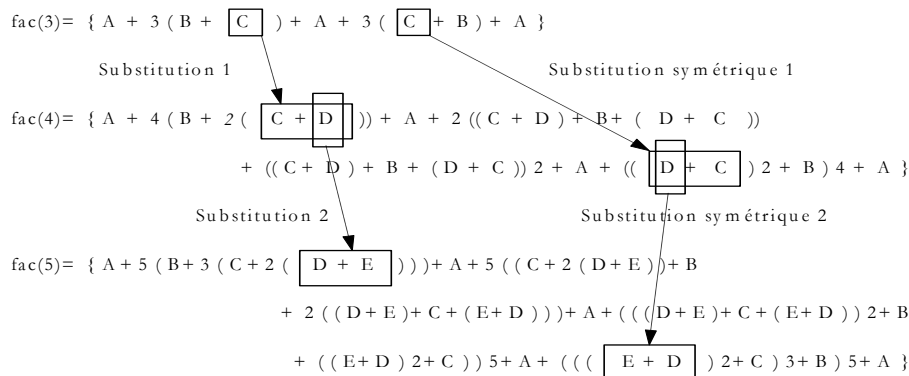 fac(3)= { A + 3 ( B + C ) + A + 3 ( C + B ) + A }
Substitution 1 Substitution symétrique 1
fac(4)= { A + 4 ( B + 2 ( C + D )) + A + 2 (( C + D ) + B + ( D + C ))
+ (( C + D ) + B + ( D + C )) 2 + A + (( D + C ) 2 + B ) 4 + A }
Substitution 2 Substitution symétrique 2
fac(5)= { A + 5 ( B + 3 ( C + 2 ( D + E ) ) ) + A + 5 ( ( C + 2 ( D + E ) ) + B
+ 2 ( ( D + E ) + C + ( E + D ) ) ) + A + ( ( ( D + E ) + C + ( E + D ) ) 2 + B
+ ( ( E + D ) 2 + C ) ) 5 + A + ( ( ( E + D ) 2 + C ) 3 + B ) 5 + A }